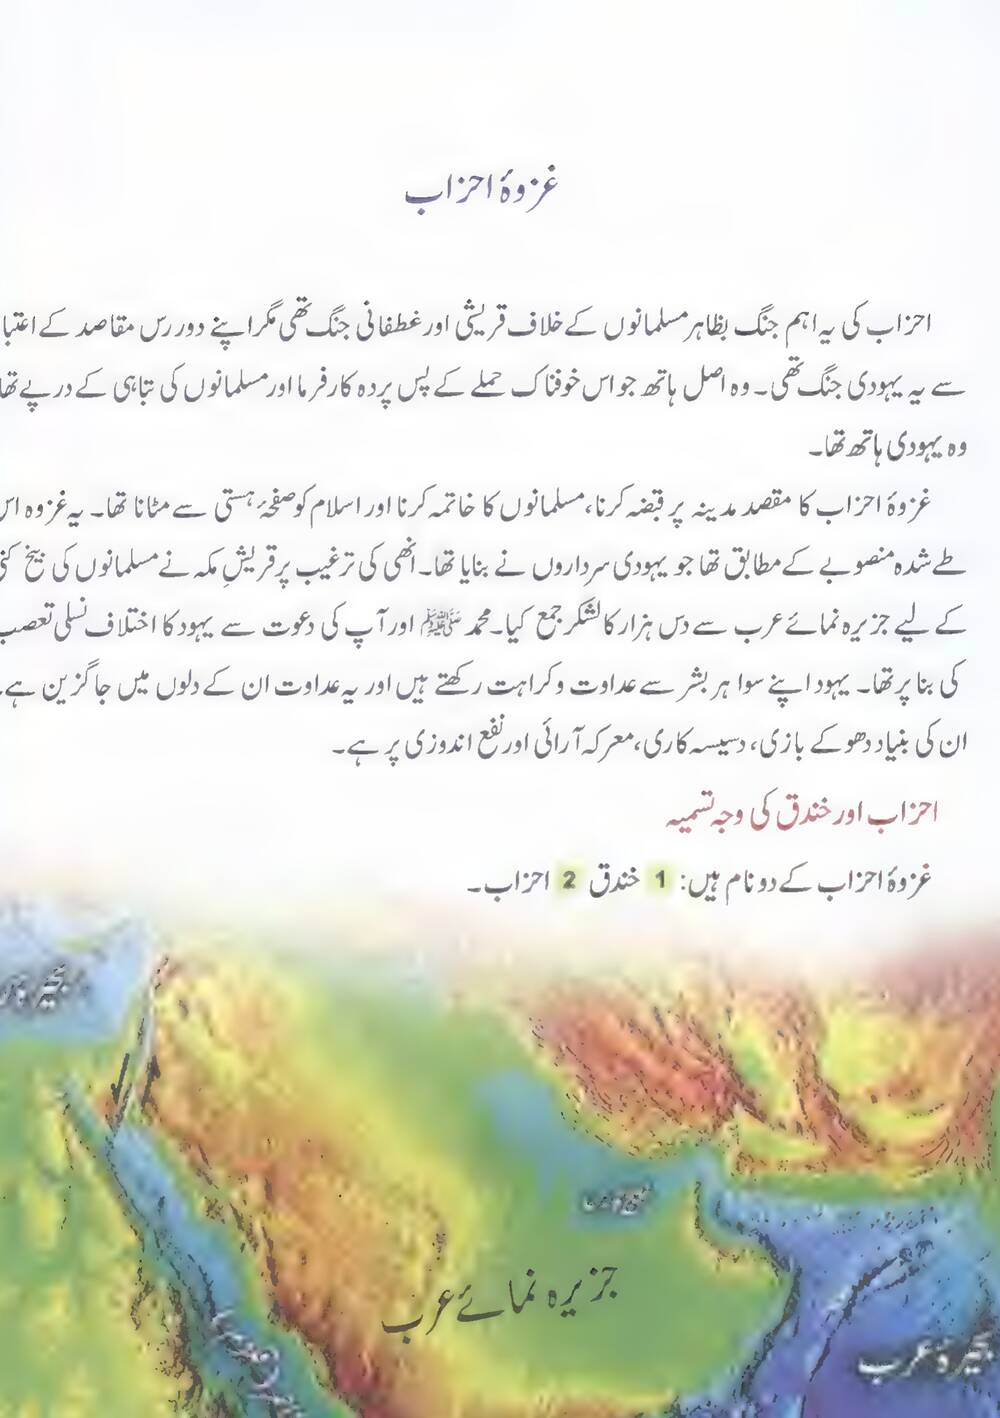 غزوۂ احزاب
احزاب کی یہ اہم جنگ بظاہر مسلمانوں کے خلاف قریشی اور غطفانی جنگ تھی مگر اپنے دور رس مقاصد کے اعتبا
سے یہ یہودی جنگ تھی۔ وہ اصل ہاتھ جو اس خوفناک حملے کے پس پردہ کارفرما اور مسلمانوں کی تباہی کے درپے تھا
وہ یہودی ہاتھ تھا۔
غزوۂ احزاب کا مقصد مدینہ پر قبضہ کرنا، مسلمانوں کا خاتمہ کرنا اور اسلام کو صفحۂ ہستی سے مٹانا تھا۔ یہ غزوہ اس
طے شدہ منصوبے کے مطابق تھا جو یہودی سرداروں نے بنایا تھا۔ انھی کی ترغیب پر قریشِ مکہ نے مسلمانوں کی بیخ کنی
کے لیے جزیرہ نمائے عرب سے دس ہزار کا لشکر جمع کیا۔ محمد ﷺ اور آپ کی دعوت سے یہود کا اختلاف نسلی تعصب
کی بنا پر تھا۔ یہود اپنے سوا ہر بشر سے عداوت و کراہت رکھتے ہیں اور یہ عداوت ان کے دلوں میں جاگزین ہے۔
ان کی بنیاد دھوکے بازی، دسیسہ کاری، معرکہ آرائی اور نفع اندوزی پر ہے۔
احزاب اور خندق کی وجہ تسمیہ
غزوۂ احزاب کے دو نام ہیں: 1 خندق 2 احزاب۔
جزیرہ نمائے عرب
بحیرۂ عرب